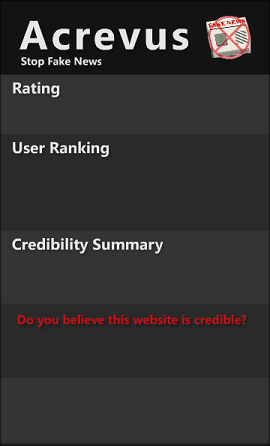 Acrevus
FAKE NEWS
Stop Fake News
Rating
User Ranking
Credibility Summary
Do you believe this website is credible?